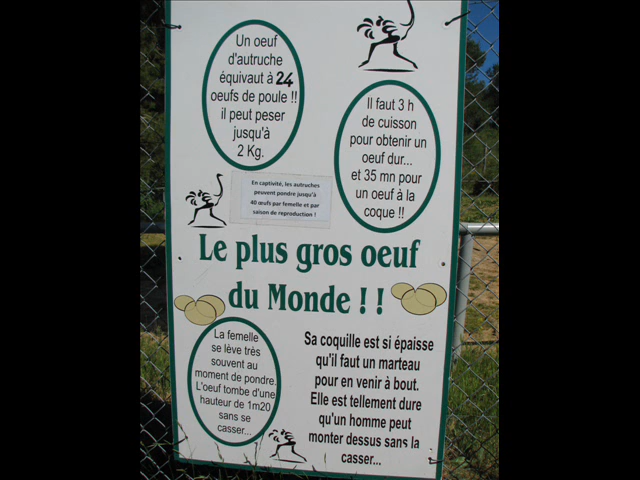 Un oeuf
d'autruche
équivaut à 24
oeufs de poule !!
il peut peser
jusqu'à
2 Kg.
Il faut 3 h
de cuisson
pour obtenir un
oeuf dur...
et 35 mn pour
un oeuf à la
coque !!
En captivité, les autruches
peuvent pondre jusqu'à
40 œufs par femelle et par
saison de reproduction !
Le plus gros oeuf
du Monde ! !
La femelle
se lève très
souvent au
moment de pondre.
L'oeuf tombe d'une
hauteur de 1m20
sans se
casser...
Sa coquille est si épaisse
qu'il faut un marteau
pour en venir à bout.
Elle est tellement dure
qu'un homme peut
monter dessus sans la
casser...